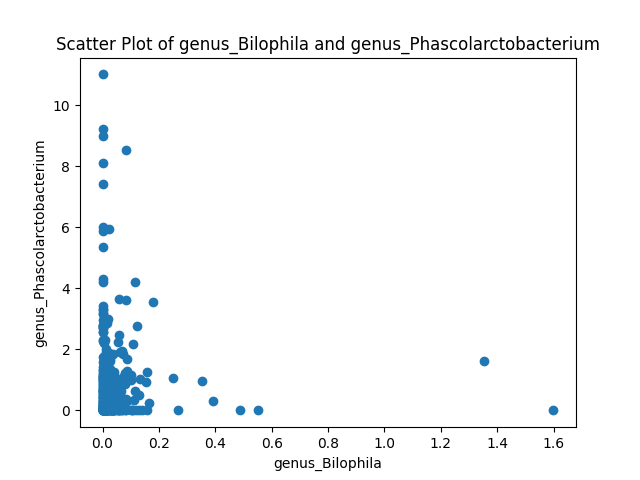 Scatter Plot of genus_Bilophila and genus_Phascolarctobacterium
10
8
6
4
2
0
genus_Phascolarctobacterium
0.0 0.2 0.4 0.6 0.8 1.0 1.2 1.4 1.6
genus_Bilophila